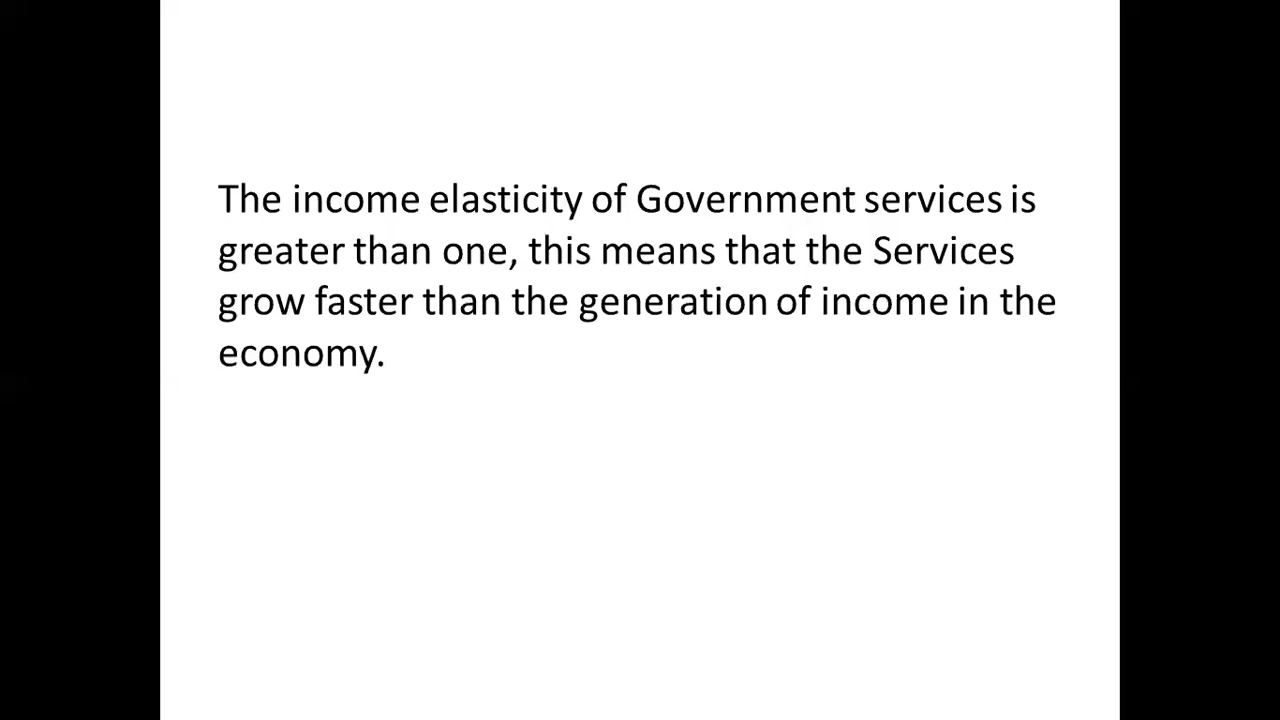 The income elasticity of Government services is
greater than one, this means that the Services
grow faster than the generation of income in the
economy.